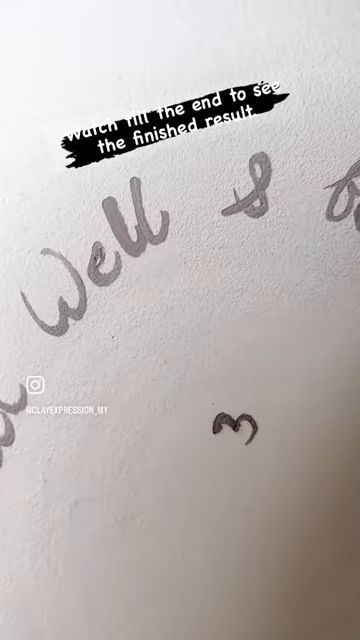 Watch till the end to see
the finished result.
Well &
@CLAYEXPRESSION_MY
3